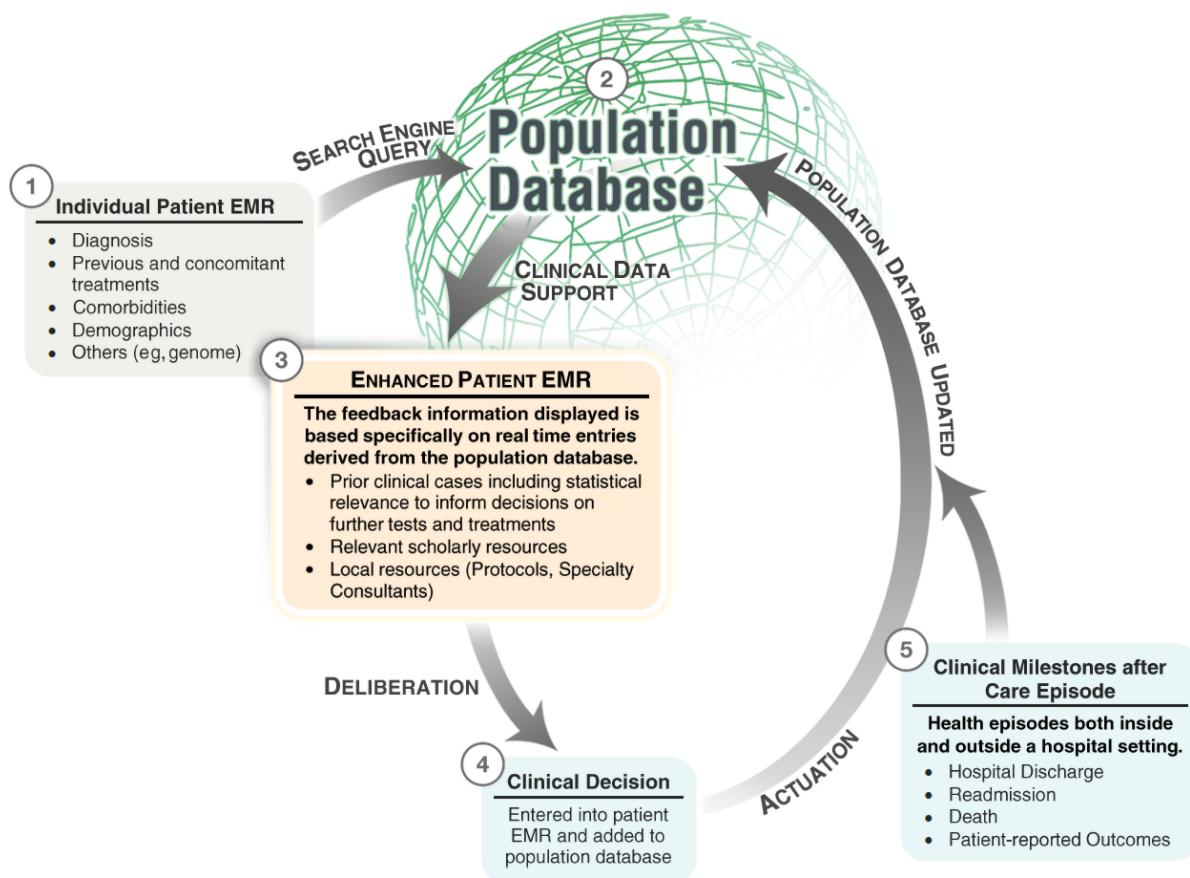 2
Population
Database
SEARCH ENGINE
QUERY
1
Individual Patient EMR
• Diagnosis
• Previous and concomitant
treatments
• Comorbidities
• Demographics
• Others (eg, genome)
CLINICAL DATA
SUPPORT
3
ENHANCED PATIENT EMR
The feedback information displayed is
based specifically on real time entries
derived from the population database.
• Prior clinical cases including statistical
relevance to inform decisions on
further tests and treatments
• Relevant scholarly resources
• Local resources (Protocols, Specialty
Consultants)
DELIBERATION
4
Clinical Decision
Entered into patient
EMR and added to
population database
ACTUATION
POPULATION DATABASE UPDATED
5
Clinical Milestones after
Care Episode
Health episodes both inside
and outside a hospital setting.
• Hospital Discharge
• Readmission
• Death
• Patient-reported Outcomes